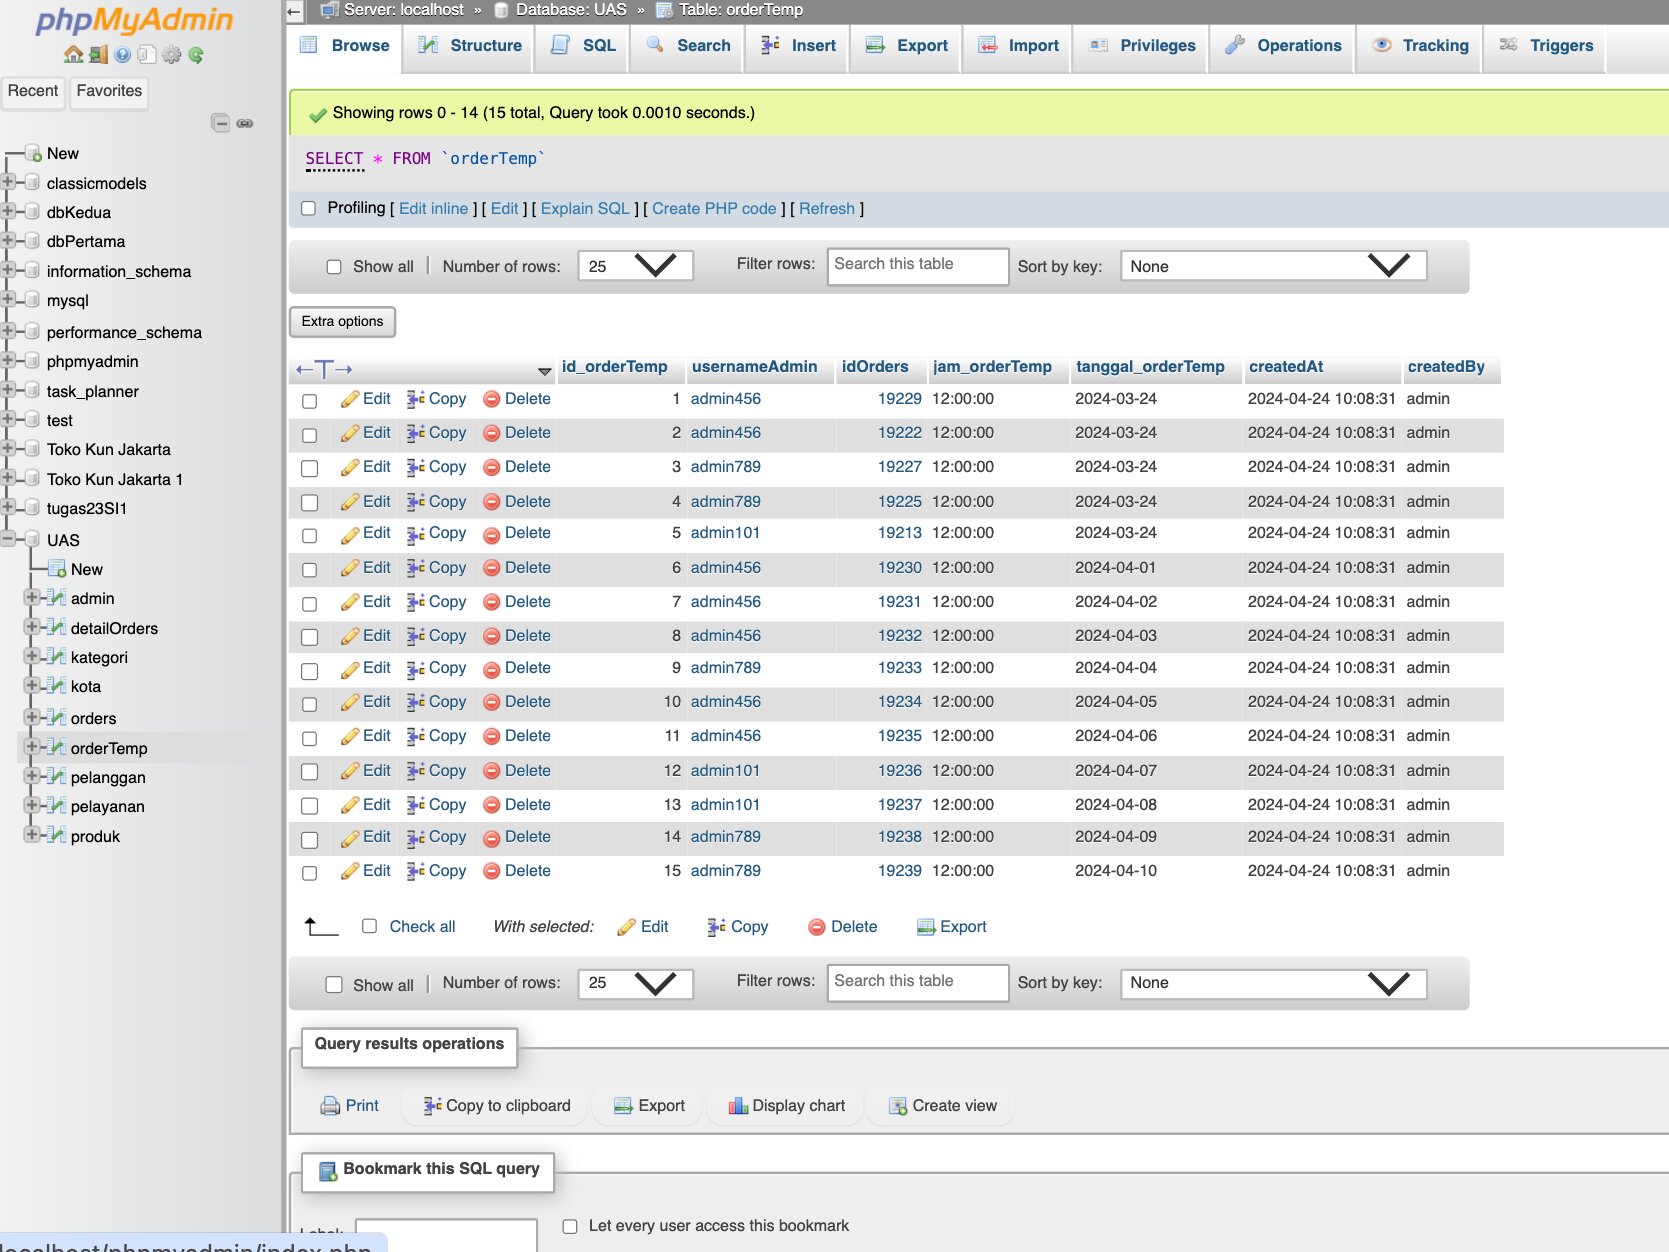 phpMyAdmin
Recent
Favorites
New
classicmodels
dbKedua
dbPertama
information_schema
mysql
performance_schema
phpmyadmin
task_planner
test
Toko Kun Jakarta
Toko Kun Jakarta 1
tugas23SI1
UAS
New
admin
detailOrders
kategori
kota
orders
orderTemp
pelanggan
pelayanan
produk
Server: localhost » Database: UAS » Table: orderTemp
Browse Structure SQL Search Insert Export Import Privileges Operations Tracking Triggers
Showing rows 0 - 14 (15 total, Query took 0.0010 seconds.)
SELECT * FROM `orderTemp`
Profiling [ Edit inline ] [ Edit ] [ Explain SQL ] [ Create PHP code ] [ Refresh ]
Show all | Number of rows: 25 Filter rows: Search this table Sort by key: None
Extra options
id_orderTemp usernameAdmin idOrders jam_orderTemp tanggal_orderTemp createdAt createdBy
Edit Copy Delete 1 admin456 19229 12:00:00 2024-03-24 2024-04-24 10:08:31 admin
Edit Copy Delete 2 admin456 19222 12:00:00 2024-03-24 2024-04-24 10:08:31 admin
Edit Copy Delete 3 admin789 19227 12:00:00 2024-03-24 2024-04-24 10:08:31 admin
Edit Copy Delete 4 admin789 19225 12:00:00 2024-03-24 2024-04-24 10:08:31 admin
Edit Copy Delete 5 admin101 19213 12:00:00 2024-03-24 2024-04-24 10:08:31 admin
Edit Copy Delete 6 admin456 19230 12:00:00 2024-04-01 2024-04-24 10:08:31 admin
Edit Copy Delete 7 admin456 19231 12:00:00 2024-04-02 2024-04-24 10:08:31 admin
Edit Copy Delete 8 admin456 19232 12:00:00 2024-04-03 2024-04-24 10:08:31 admin
Edit Copy Delete 9 admin789 19233 12:00:00 2024-04-04 2024-04-24 10:08:31 admin
Edit Copy Delete 10 admin456 19234 12:00:00 2024-04-05 2024-04-24 10:08:31 admin
Edit Copy Delete 11 admin456 19235 12:00:00 2024-04-06 2024-04-24 10:08:31 admin
Edit Copy Delete 12 admin101 19236 12:00:00 2024-04-07 2024-04-24 10:08:31 admin
Edit Copy Delete 13 admin101 19237 12:00:00 2024-04-08 2024-04-24 10:08:31 admin
Edit Copy Delete 14 admin789 19238 12:00:00 2024-04-09 2024-04-24 10:08:31 admin
Edit Copy Delete 15 admin789 19239 12:00:00 2024-04-10 2024-04-24 10:08:31 admin
Check all With selected: Edit Copy Delete Export
Show all | Number of rows: 25 Filter rows: Search this table Sort by key: None
Query results operations
Print Copy to clipboard Export Display chart Create view
Bookmark this SQL query
Label: Let every user access this bookmark
localhost/phpmyadmin/index.php